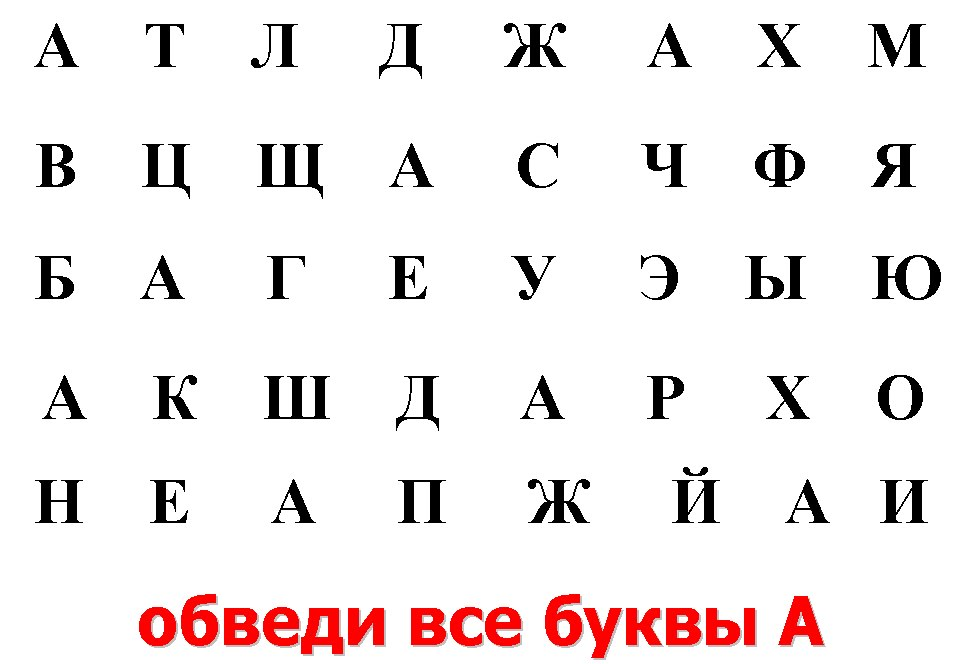 А Т Л Д Ж А Х М
В Ц Щ А С Ч Ф Я
Б А Г Е У Э Ы Ю
А К Ш Д А Р Х О
Н Е А П Ж Й А И
обведи все буквы А